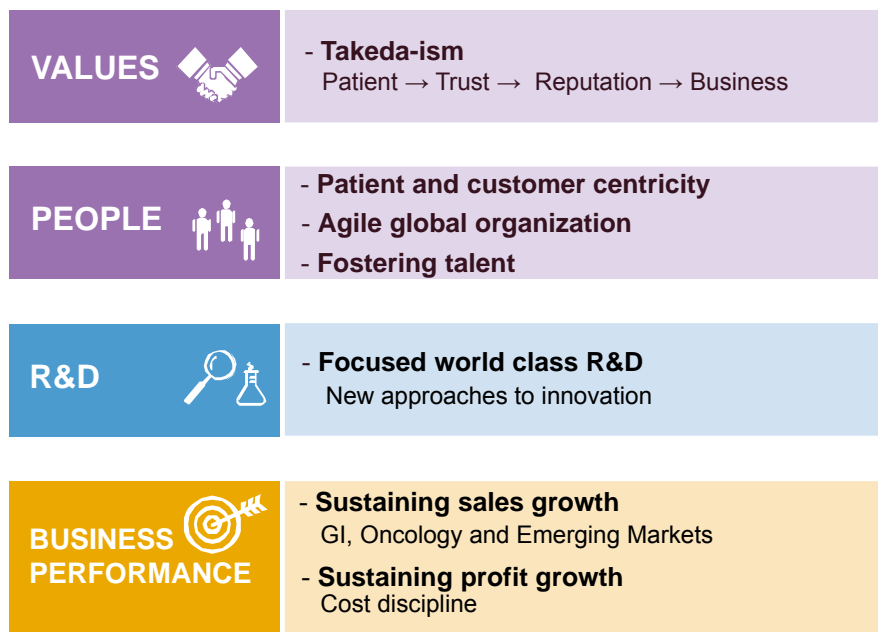 VALUES
- Takeda-ism
Patient → Trust → Reputation → Business
PEOPLE
- Patient and customer centricity
- Agile global organization
- Fostering talent
R&D
- Focused world class R&D
New approaches to innovation
BUSINESS
PERFORMANCE
- Sustaining sales growth
GI, Oncology and Emerging Markets
- Sustaining profit growth
Cost discipline